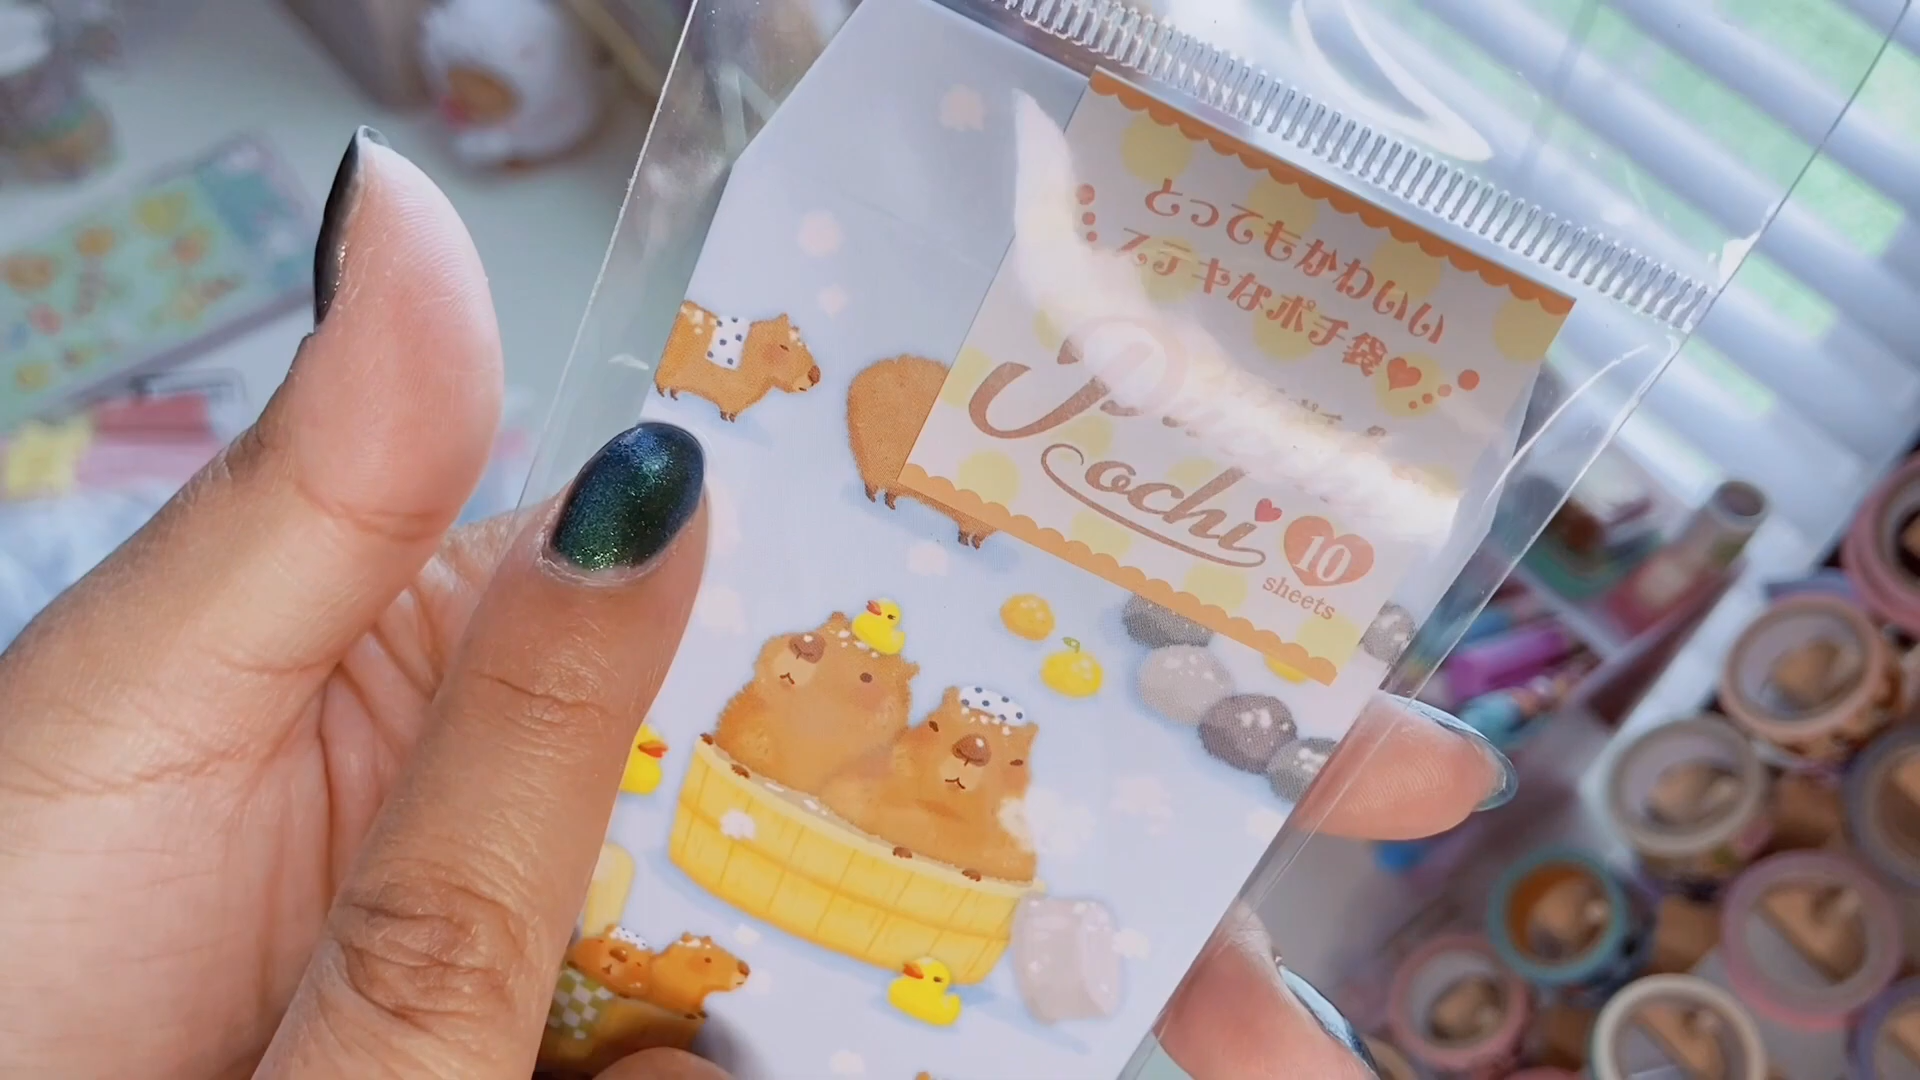 とってもかわいい
ステキなポチ袋
ochi
10
sheets